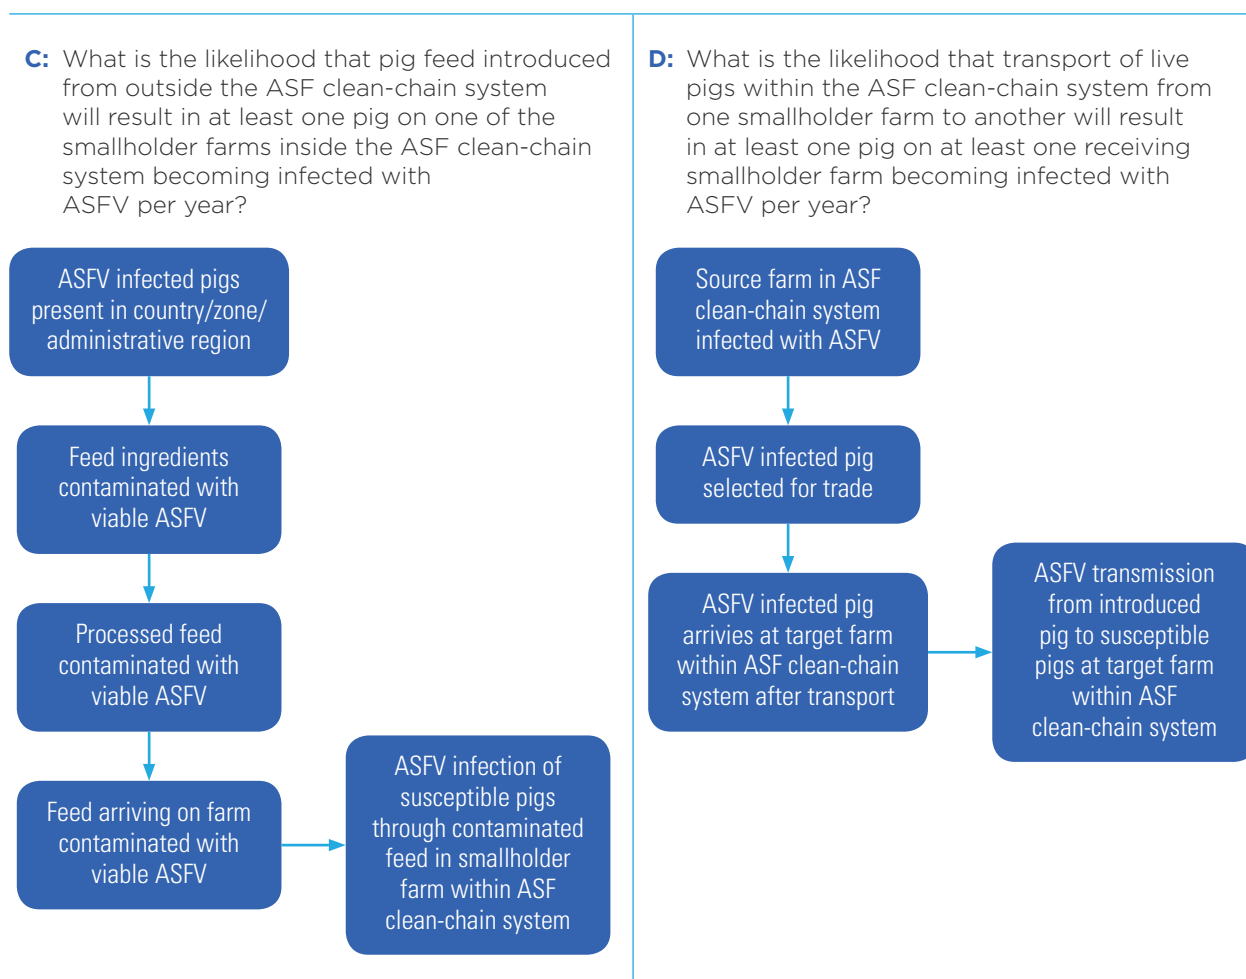 C: What is the likelihood that pig feed introduced
from outside the ASF clean-chain system
will result in at least one pig on one of the
smallholder farms inside the ASF clean-chain
system becoming infected with
ASFV per year?
ASFV infected pigs
present in country/zone/
administrative region
Feed ingredients
contaminated with
viable ASFV
Processed feed
contaminated with
viable ASFV
Feed arriving on farm
contaminated with
viable ASFV
ASFV infection of
susceptible pigs
through contaminated
feed in smallholder
farm within ASF
clean-chain system
D: What is the likelihood that transport of live
pigs within the ASF clean-chain system from
one smallholder farm to another will result
in at least one pig on at least one receiving
smallholder farm becoming infected with
ASFV per year?
Source farm in ASF
clean-chain system
infected with ASFV
ASFV infected pig
selected for trade
ASFV infected pig
arrivies at target farm
within ASF clean-chain
system after transport
ASFV transmission
from introduced
pig to susceptible
pigs at target farm
within ASF
clean-chain system